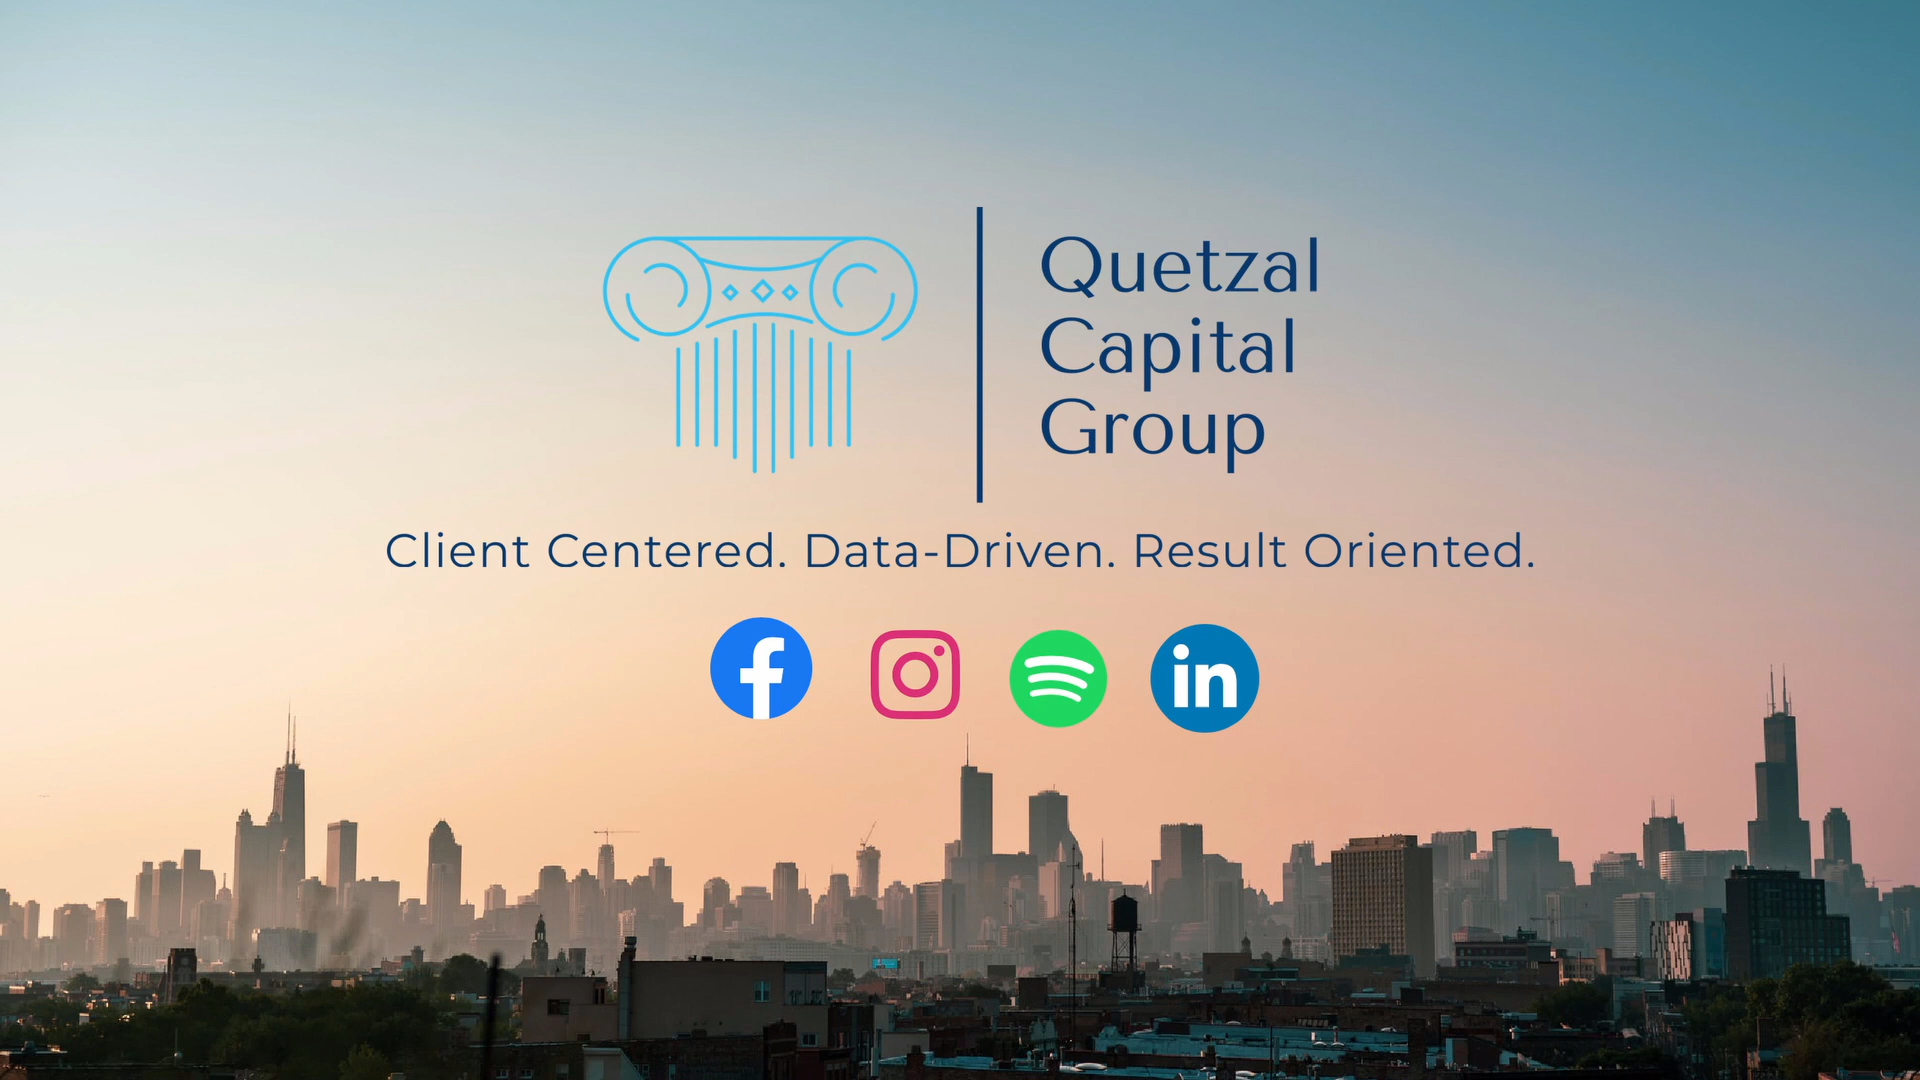 Quetzal
Capital
Group
Client Centered. Data-Driven. Result Oriented.
f
in